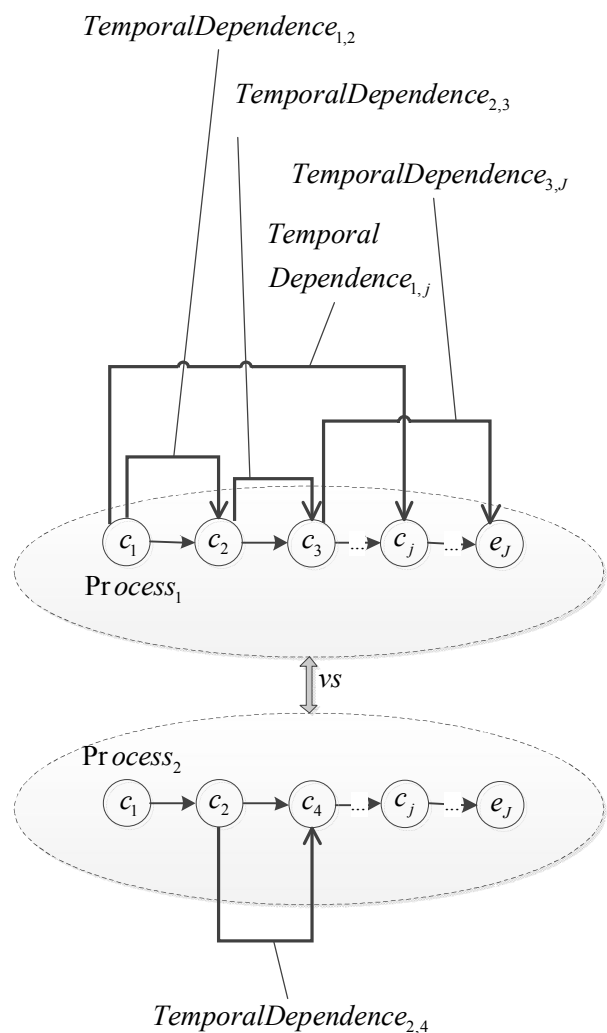 TemporalDependence1,2
TemporalDependence2,3
TemporalDependence3,J
Temporal
Dependence1,j
c1 c2 c3 ... cj ... eJ
Process1
vs
Process2
c1 c2 c4 ... cj ... eJ
TemporalDependence2,4